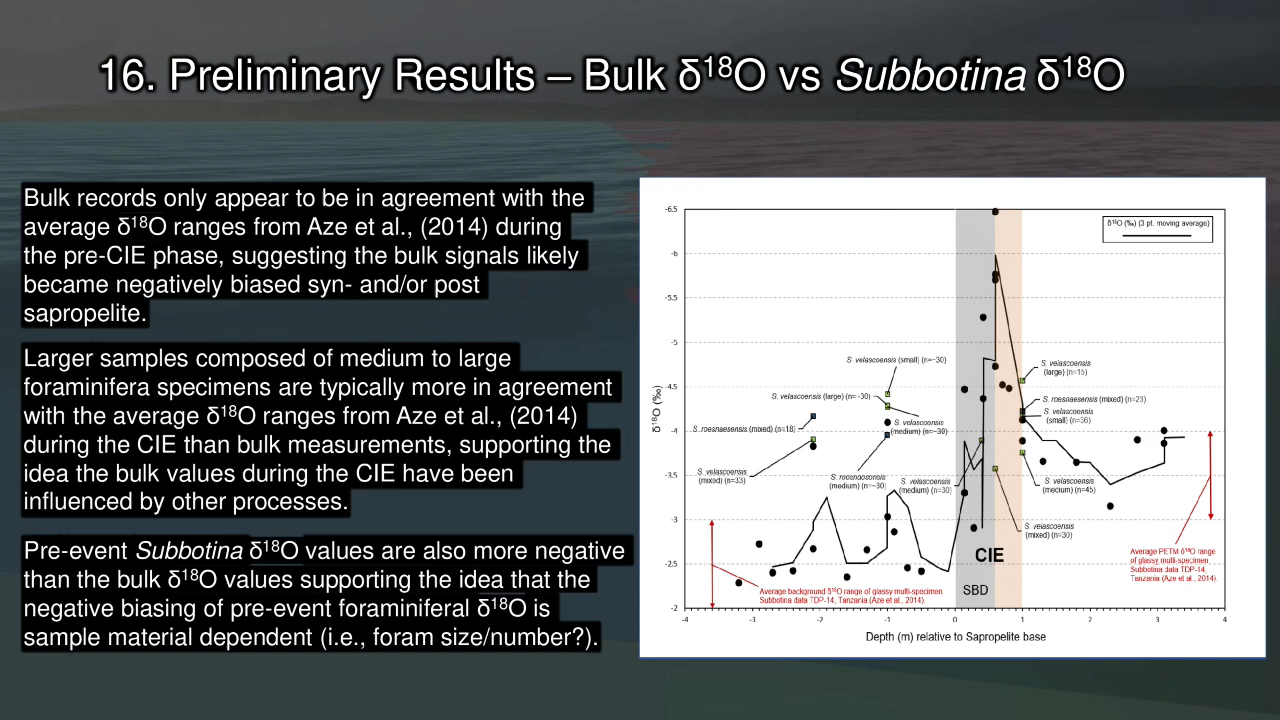 16. Preliminary Results – Bulk δ¹⁸O vs Subbotina δ¹⁸O
Bulk records only appear to be in agreement with the
average δ¹⁸O ranges from Aze et al., (2014) during
the pre-CIE phase, suggesting the bulk signals likely
became negatively biased syn- and/or post
sapropelite.
Larger samples composed of medium to large
foraminifera specimens are typically more in agreement
with the average δ¹⁸O ranges from Aze et al., (2014)
during the CIE than bulk measurements, supporting the
idea the bulk values during the CIE have been
influenced by other processes.
Pre-event Subbotina δ¹⁸O values are also more negative
than the bulk δ¹⁸O values supporting the idea that the
negative biasing of pre-event foraminiferal δ¹⁸O is
sample material dependent (i.e., foram size/number?).
-6.5
-6
-5.5
-5
-4.5
-4
-3.5
-3
-2.5
-2
δ¹⁸O (‰)
δ¹⁸O (‰) (3 pt. moving average)
S. velascoensis (small) (n=~30)
S. velascoensis (large) (n=~30)
S. roesnaesensis (mixed) (n=18)
S. velascoensis
(medium) (n=~30)
S. velascoensis
(mixed) (n=33)
S. roesnaesensis
(medium) (n=~30)
S. velascoensis
(medium) (n=30)
S. velascoensis
(large) (n=15)
S. roesnaesensis (mixed) (n=23)
S. velascoensis
(small) (n=36)
S. velascoensis
(medium) (n=45)
S. velascoensis
(mixed) (n=30)
CIE
SBD
Average background δ¹⁸O range of glassy multi-specimen
Subbotina data TDP-14, Tanzania (Aze et al., 2014).
Average PETM δ¹⁸O range
of glassy multi-specimen
Subbotina data TDP-14,
Tanzania (Aze et al., 2014).
-4 -3 -2 -1 0 1 2 3 4
Depth (m) relative to Sapropelite base